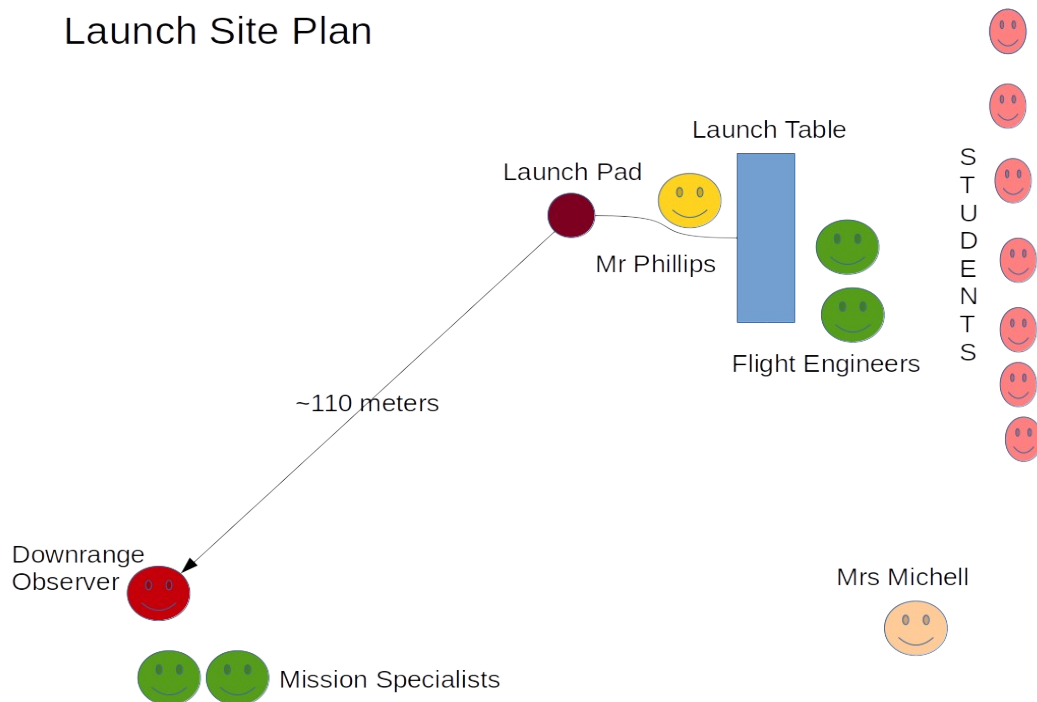 Launch Site Plan
Launch Table
Launch Pad
Mr Phillips
Flight Engineers
S
T
U
D
E
N
T
S
~110 meters
Downrange
Observer
Mrs Michell
Mission Specialists